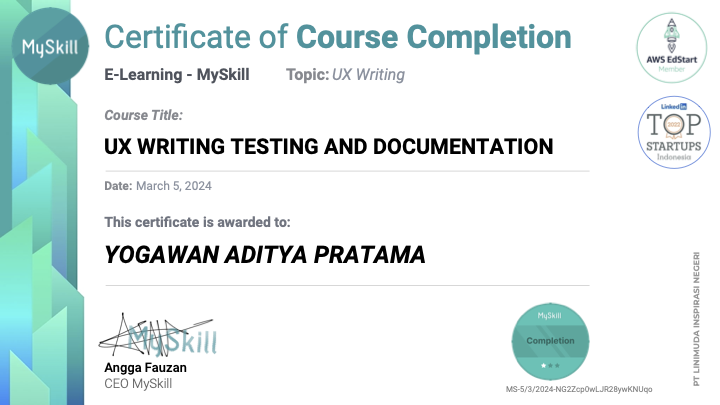 MySkill
Certificate of Course Completion
E-Learning - MySkill Topic: UX Writing
Course Title:
UX WRITING TESTING AND DOCUMENTATION
Date: March 5, 2024
This certificate is awarded to:
YOGAWAN ADITYA PRATAMA
MySkill
Angga Fauzan
CEO MySkill
MySkill
Completion
MS-5/3/2024-NG2Zcp0wLJR28ywKNUqo
AWS EdStart
Member
LinkedIn
TOP
2022
STARTUPS
Indonesia
PT LINIMUDA INSPIRASI NEGERI